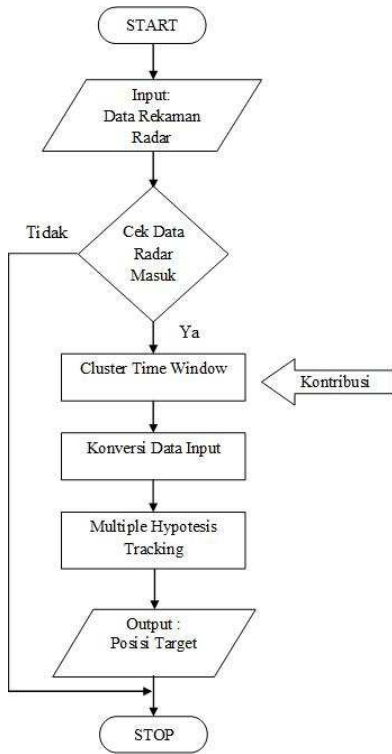 START
Input:
Data Rekaman
Radar
Tidak
Cek Data
Radar
Masuk
Ya
Cluster Time Window
Kontribusi
Konversi Data Input
Multiple Hypotesis
Tracking
Output :
Posisi Target
STOP